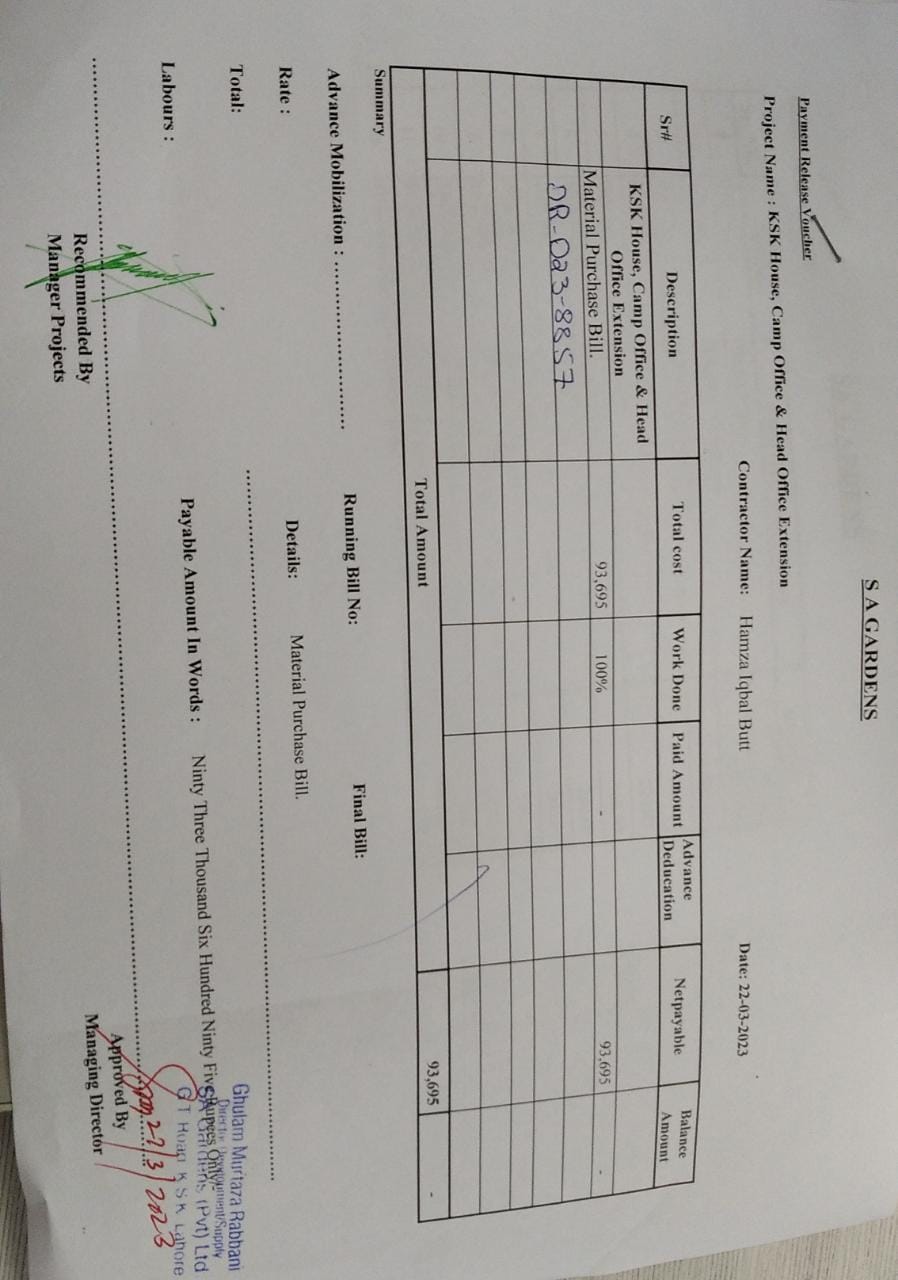 S A GARDENS
Payment Release Voucher
Project Name : KSK House, Camp Office & Head Office Extension
Contractor Name: Hamza Iqbal Butt Date: 22-03-2023
Sr# Description Total cost Work Done Paid Amount Advance Deducation Netpayable Balance Amount
KSK House, Camp Office & Head
Office Extension
Material Purchase Bill. 93,695 100% - 93,695 -
DR-023-8857
Total Amount 93,695 -
Summary
Advance Mobilization : .................... Running Bill No: Final Bill:
Rate : Details: Material Purchase Bill.
Total:
Labours : Payable Amount In Words : Ninty Three Thousand Six Hundred Ninty Five Rupees Only/-
Ghulam Murtaza Rabbani
Director Development/Supply
SA Gardens (Pvt) Ltd
G T Road K S K Lahore
27/3/2023
Recommended By Approved By
Manager Projects Managing Director